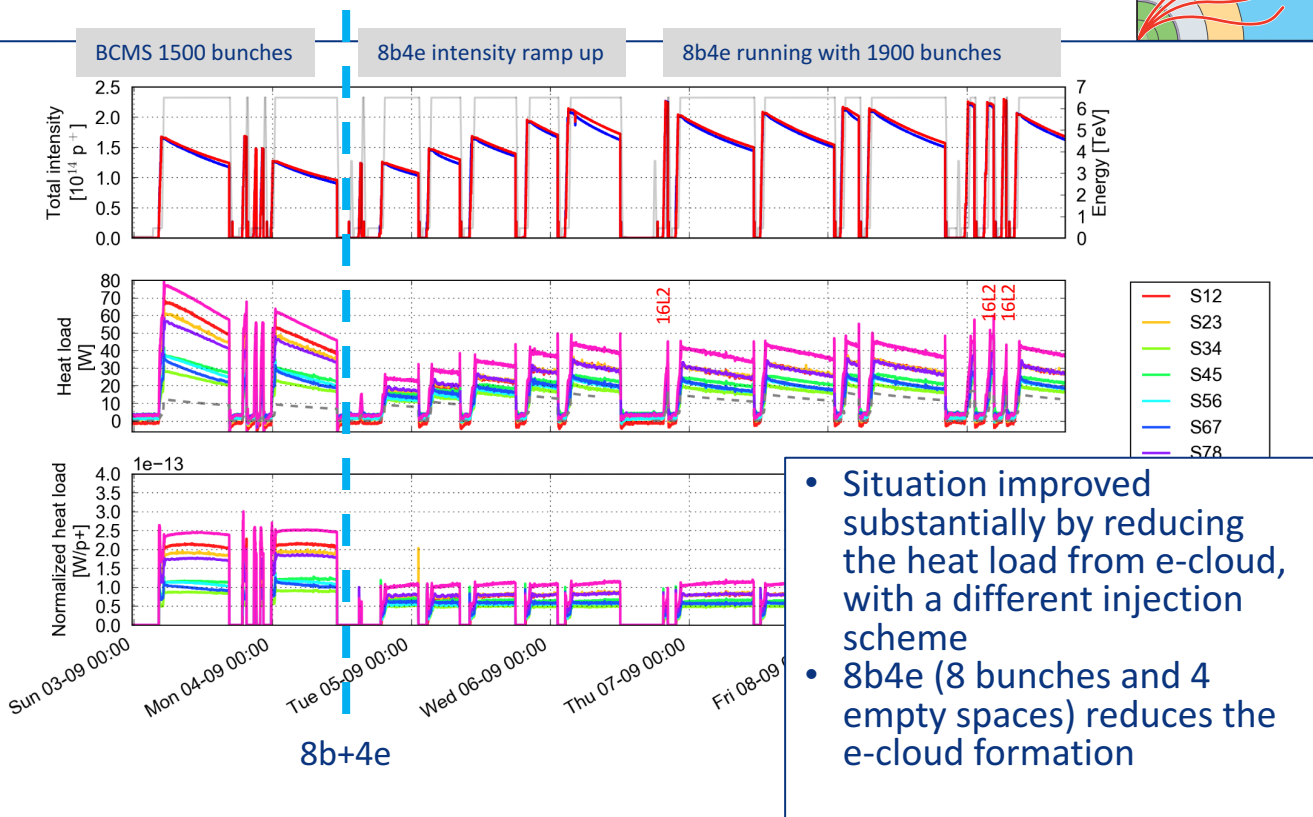 BCMS 1500 bunches
8b4e intensity ramp up
8b4e running with 1900 bunches
Total intensity
[10¹⁴ p⁺]
2.5
2.0
1.5
1.0
0.5
0.0
7
6
5
4
3
2
1
0
Energy [TeV]
Heat load
[W]
80
70
60
50
40
30
20
10
0
16L2
16L2
16L2
S12
S23
S34
S45
S56
S67
S78
Normalized heat load
[W/p+]
1e−13
4.0
3.5
3.0
2.5
2.0
1.5
1.0
0.5
0.0
Sun 03-09 00:00
Mon 04-09 00:00
Tue 05-09 00:00
Wed 06-09 00:00
Thu 07-09 00:00
Fri 08-09
8b+4e
• Situation improved
substantially by reducing
the heat load from e-cloud,
with a different injection
scheme
• 8b4e (8 bunches and 4
empty spaces) reduces the
e-cloud formation